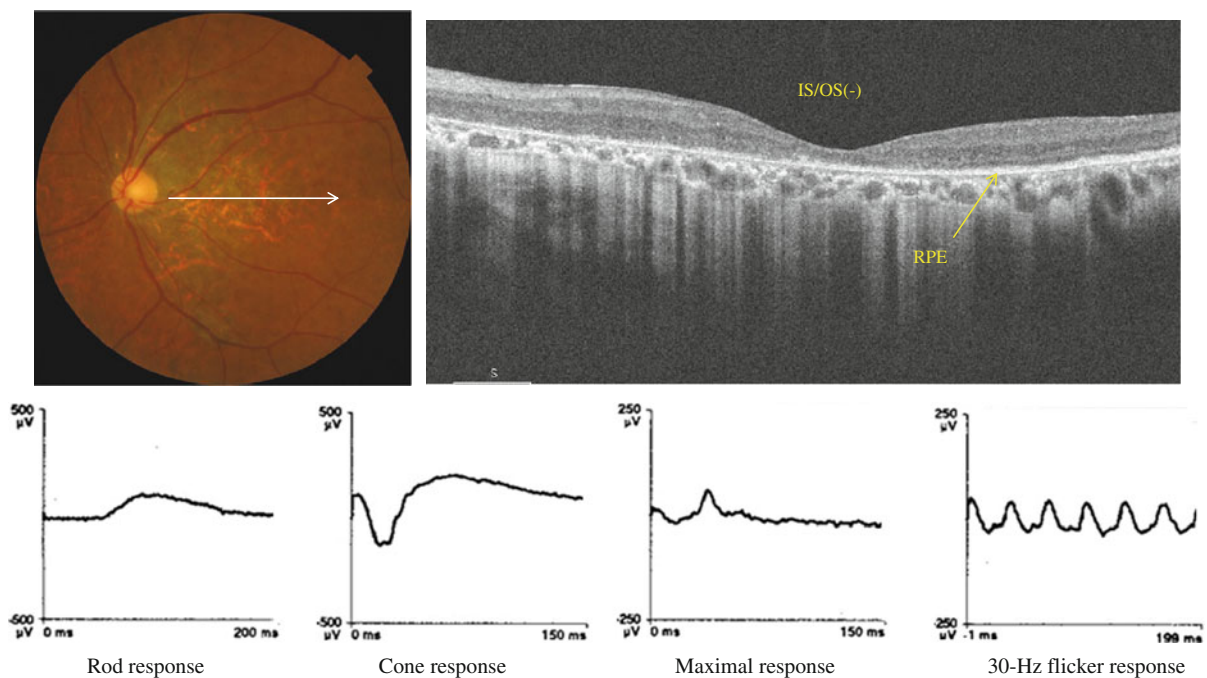 IS/OS(-)
RPE
S
500
µV
-500
µV
0 ms
200 ms
Rod response
500
µV
-500
µV
0 ms
150 ms
Cone response
250
µV
-250
µV
0 ms
150 ms
Maximal response
250
µV
-250
µV
-1 ms
199 ms
30-Hz flicker response